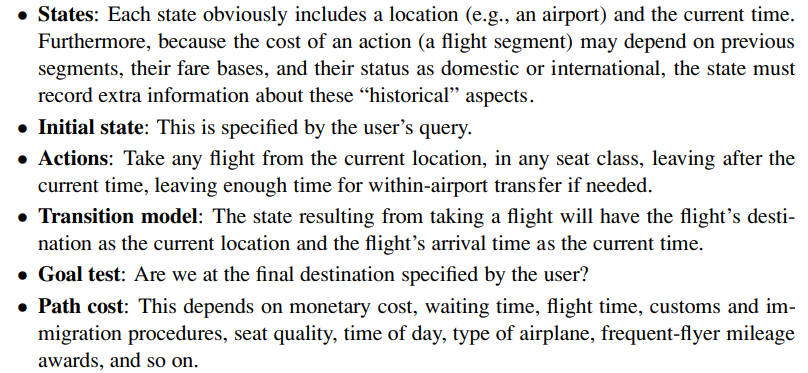 • States: Each state obviously includes a location (e.g., an airport) and the current time.
Furthermore, because the cost of an action (a flight segment) may depend on previous
segments, their fare bases, and their status as domestic or international, the state must
record extra information about these “historical” aspects.
• Initial state: This is specified by the user’s query.
• Actions: Take any flight from the current location, in any seat class, leaving after the
current time, leaving enough time for within-airport transfer if needed.
• Transition model: The state resulting from taking a flight will have the flight’s desti-
nation as the current location and the flight’s arrival time as the current time.
• Goal test: Are we at the final destination specified by the user?
• Path cost: This depends on monetary cost, waiting time, flight time, customs and im-
migration procedures, seat quality, time of day, type of airplane, frequent-flyer mileage
awards, and so on.